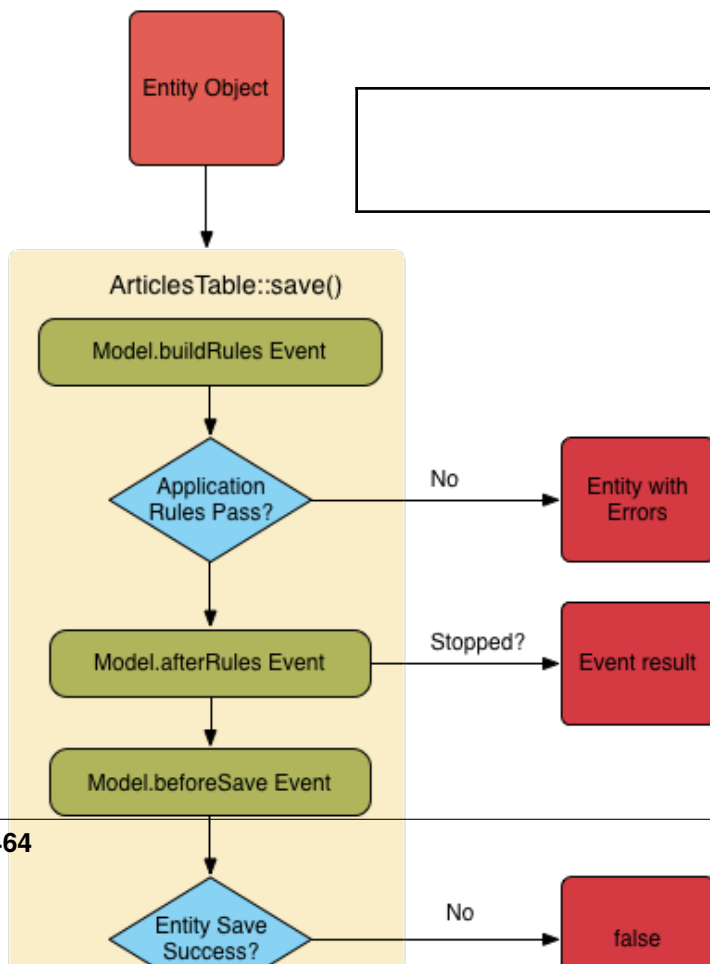 Entity Object
ArticlesTable::save()
Model.buildRules Event
Application
Rules Pass?
No
Entity with
Errors
Model.afterRules Event
Stopped?
Event result
Model.beforeSave Event
64
Entity Save
Success?
No
false